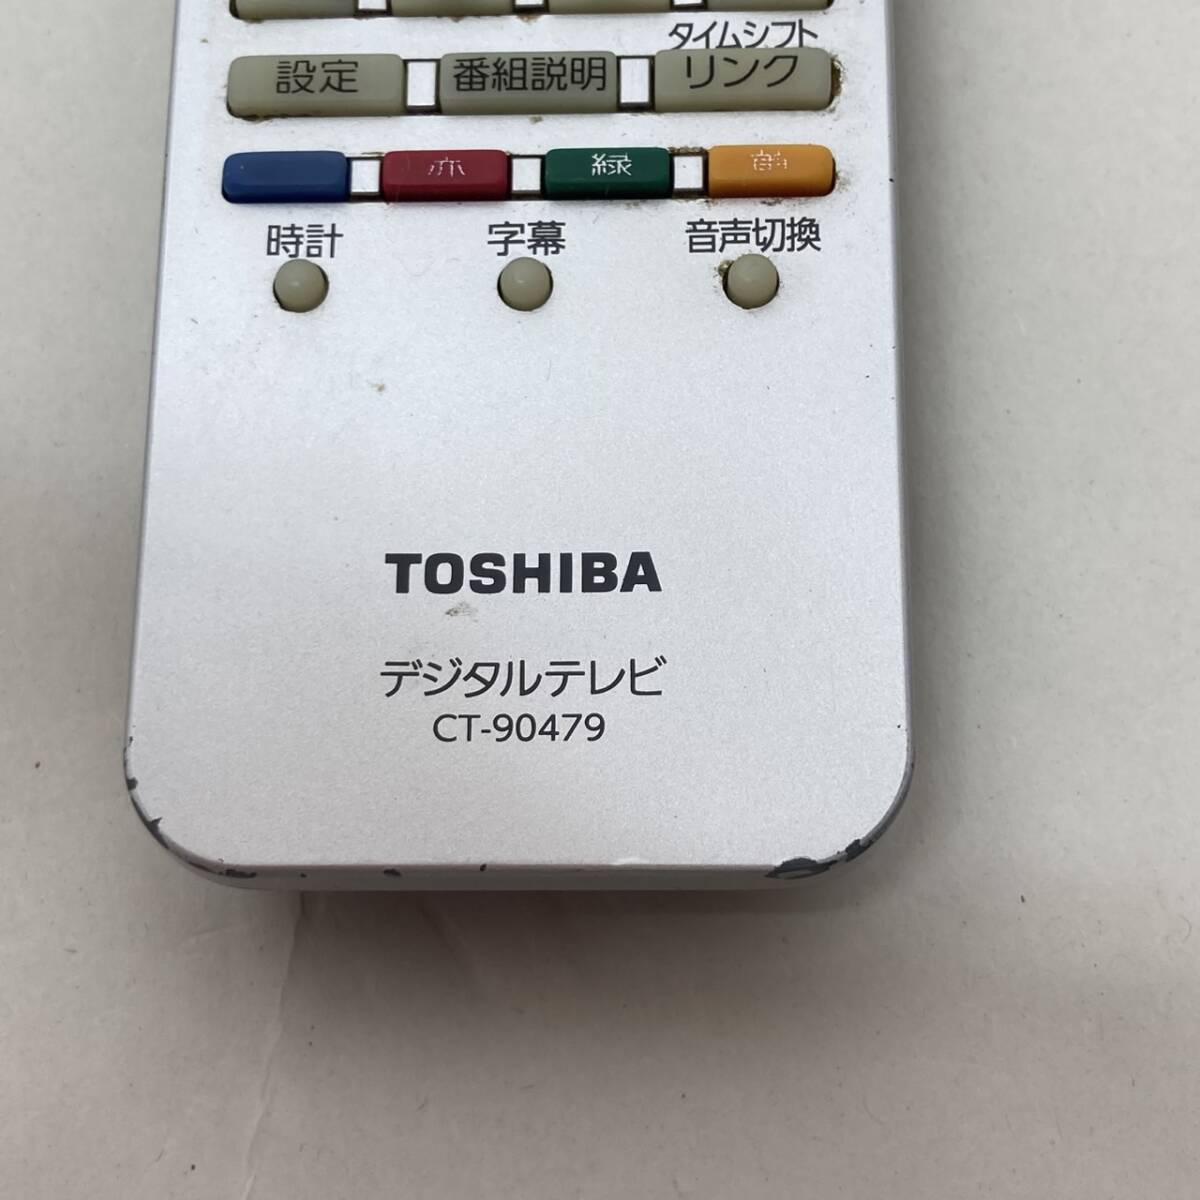 タイムシフト
設定 番組説明 リンク
赤 緑
時計 字幕 音声切換
TOSHIBA
デジタルテレビ
CT-90479